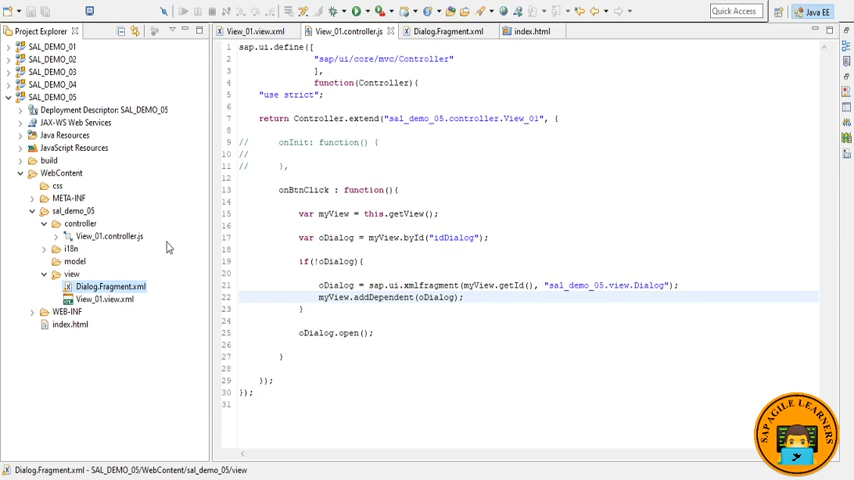 Quick Access
Java EE
Project Explorer
View_01.view.xml
View_01.controller.js
Dialog.Fragment.xml
index.html
SAL_DEMO_01
SAL_DEMO_02
SAL_DEMO_03
SAL_DEMO_04
SAL_DEMO_05
Deployment Descriptor: SAL_DEMO_05
JAX-WS Web Services
Java Resources
JavaScript Resources
build
WebContent
css
META-INF
sal_demo_05
controller
View_01.controller.js
i18n
model
view
Dialog.Fragment.xml
View_01.view.xml
WEB-INF
index.html
1 sap.ui.define([
2 "sap/ui/core/mvc/Controller"
3 ],
4 function(Controller){
5 "use strict";
6
7 return Controller.extend("sal_demo_05.controller.View_01", {
8
9 // onInit: function() {
10 //
11 // },
12
13 onBtnClick : function(){
14
15 var myView = this.getView();
16
17 var oDialog = myView.byId("idDialog");
18
19 if(!oDialog){
20
21 oDialog = sap.ui.xmlfragment(myView.getId(), "sal_demo_05.view.Dialog");
22 myView.addDependent(oDialog);
23 }
24
25 oDialog.open();
26
27 }
28
29 });
30 });
31
SAP AGILE LEARNERS
Dialog.Fragment.xml - SAL_DEMO_05/WebContent/sal_demo_05/view